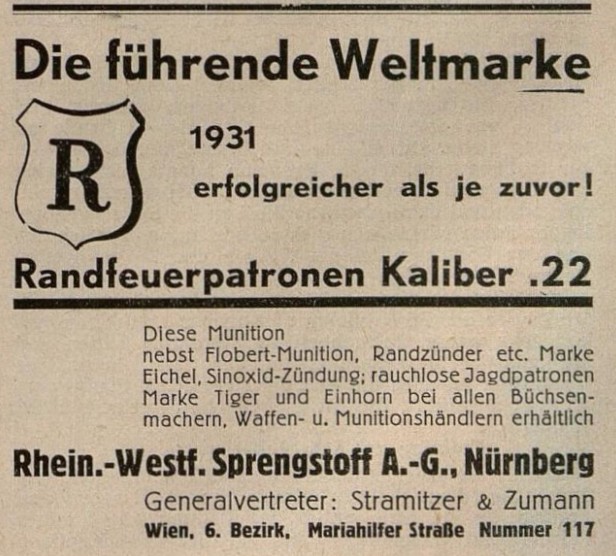 Die führende Weltmarke
R
1931
erfolgreicher als je zuvor!
Randfeuerpatronen Kaliber .22
Diese Munition
nebst Flobert-Munition, Randzünder etc. Marke
Eichel, Sinoxid-Zündung; rauchlose Jagdpatronen
Marke Tiger und Einhorn bei allen Büchsen-
machern, Waffen- u. Munitionshändlern erhältlich
Rhein.-Westf. Sprengstoff A.-G., Nürnberg
Generalvertreter: Stramitzer & Zumann
Wien, 6. Bezirk, Mariahilfer Straße Nummer 117